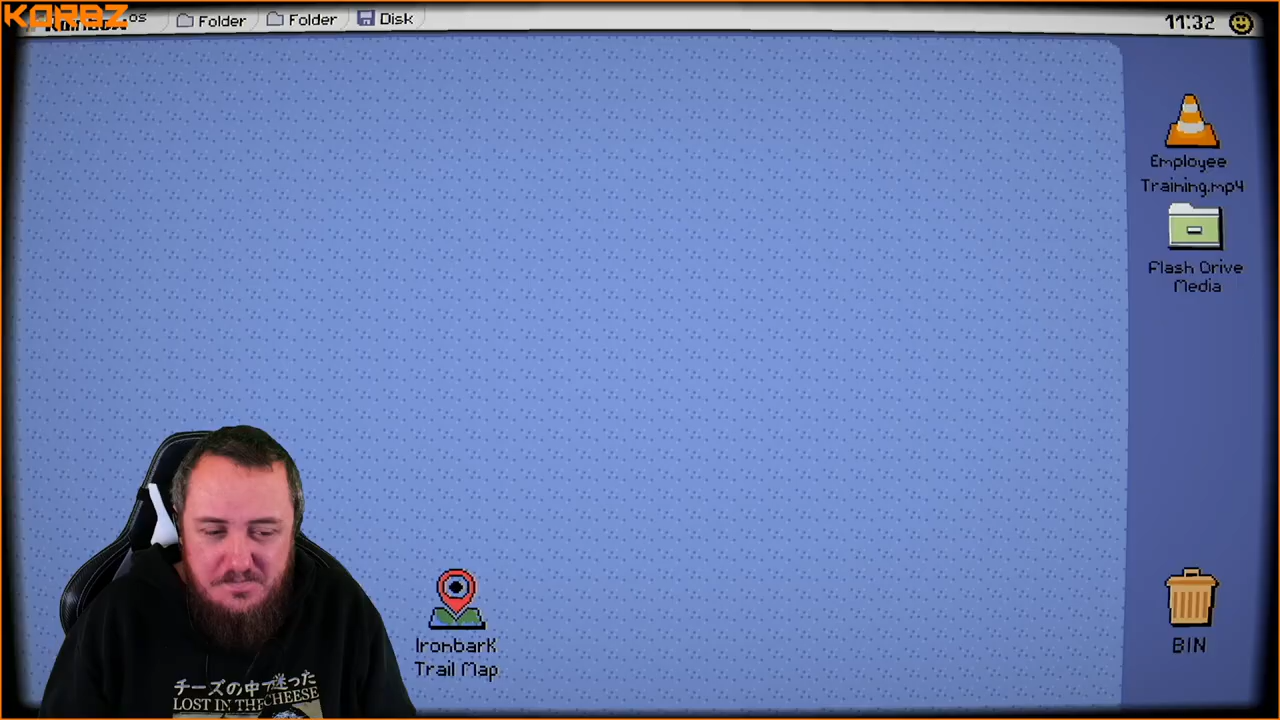 KORBZ
os
Folder
Folder
Disk
11:32
Employee
Training.mp4
Flash Drive
Media
Ironbark
Trail Map
BIN
チーズの中で迷った
LOST IN THE CHEESE